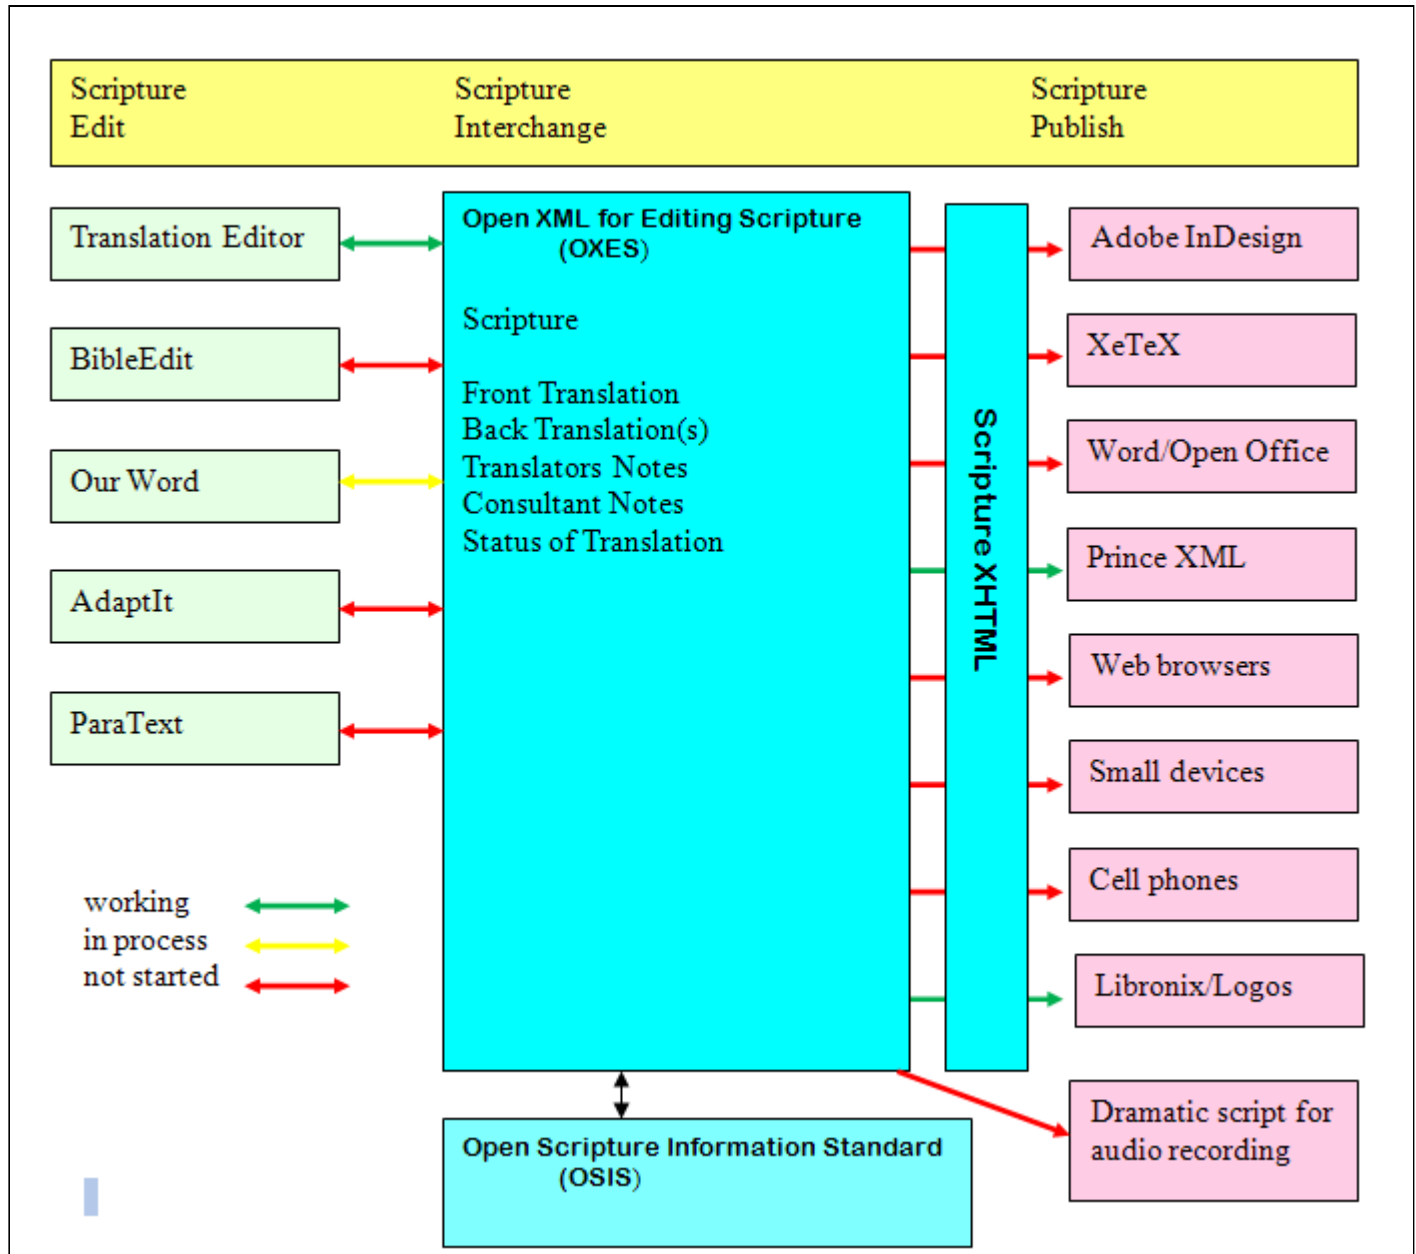 Scripture
Edit
Scripture
Interchange
Scripture
Publish
Translation Editor
BibleEdit
Our Word
AdaptIt
ParaText
working
in process
not started
Open XML for Editing Scripture
(OXES)
Scripture
Front Translation
Back Translation(s)
Translators Notes
Consultant Notes
Status of Translation
Scripture XHTML
Adobe InDesign
XeTeX
Word/Open Office
Prince XML
Web browsers
Small devices
Cell phones
Libronix/Logos
Dramatic script for
audio recording
Open Scripture Information Standard
(OSIS)